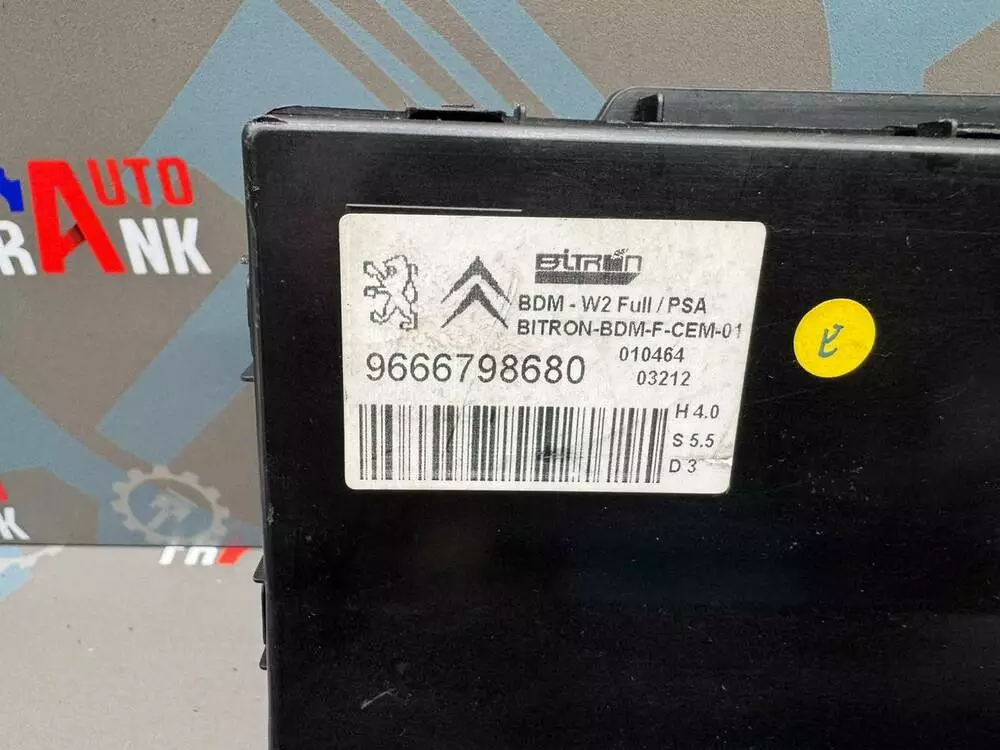 AUTO
RANK
BITRON
BDM - W2 Full / PSA
BITRON-BDM-F-CEM-01
010464
9666798680
03212
H 4.0
S 5.5
D 3